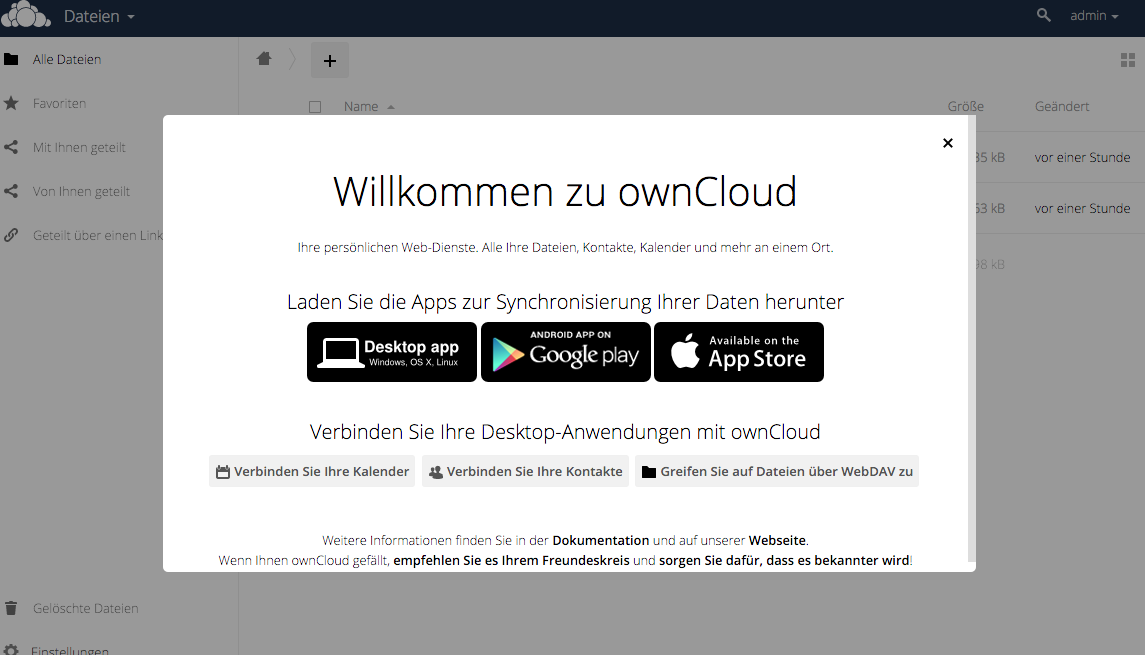 Dateien
admin
Alle Dateien
Favoriten
Mit Ihnen geteilt
Von Ihnen geteilt
Geteilt über einen Link
Name
Größe
Geändert
35 kB
vor einer Stunde
63 kB
vor einer Stunde
98 kB
Willkommen zu ownCloud
Ihre persönlichen Web-Dienste. Alle Ihre Dateien, Kontakte, Kalender und mehr an einem Ort.
Laden Sie die Apps zur Synchronisierung Ihrer Daten herunter
Desktop app
Windows, OS X, Linux
ANDROID APP ON
Google play
Available on the
App Store
Verbinden Sie Ihre Desktop-Anwendungen mit ownCloud
Verbinden Sie Ihre Kalender
Verbinden Sie Ihre Kontakte
Greifen Sie auf Dateien über WebDAV zu
Weitere Informationen finden Sie in der Dokumentation und auf unserer Webseite.
Wenn Ihnen ownCloud gefällt, empfehlen Sie es Ihrem Freundeskreis und sorgen Sie dafür, dass es bekannter wird!
Gelöschte Dateien
Einstellungen